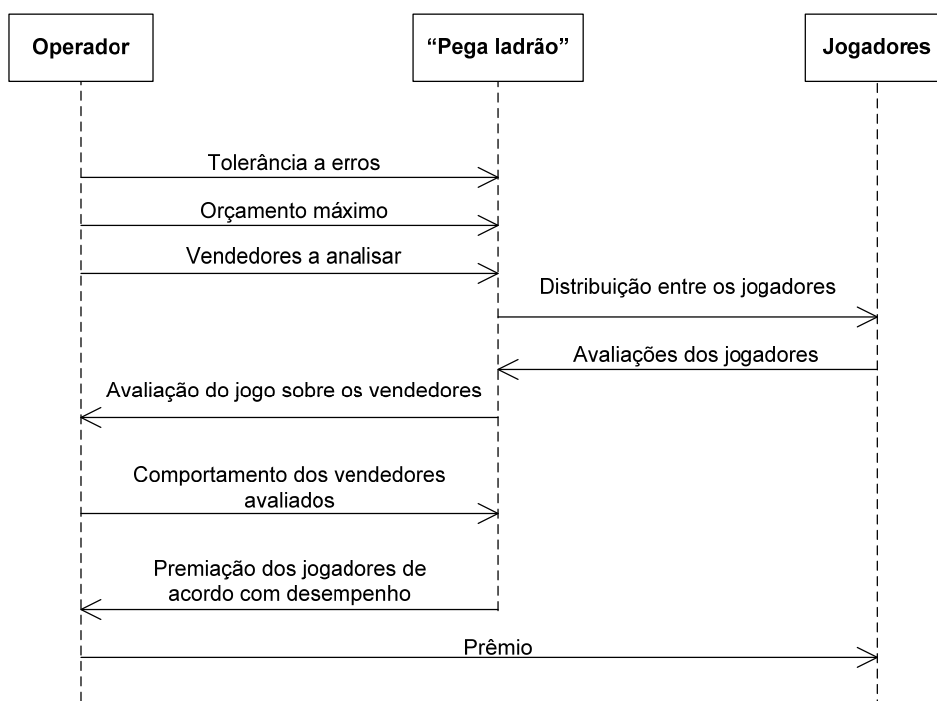 Operador
“Pega ladrão”
Jogadores
Tolerância a erros
Orçamento máximo
Vendedores a analisar
Distribuição entre os jogadores
Avaliações dos jogadores
Avaliação do jogo sobre os vendedores
Comportamento dos vendedores
avaliados
Premiação dos jogadores de
acordo com desempenho
Prêmio